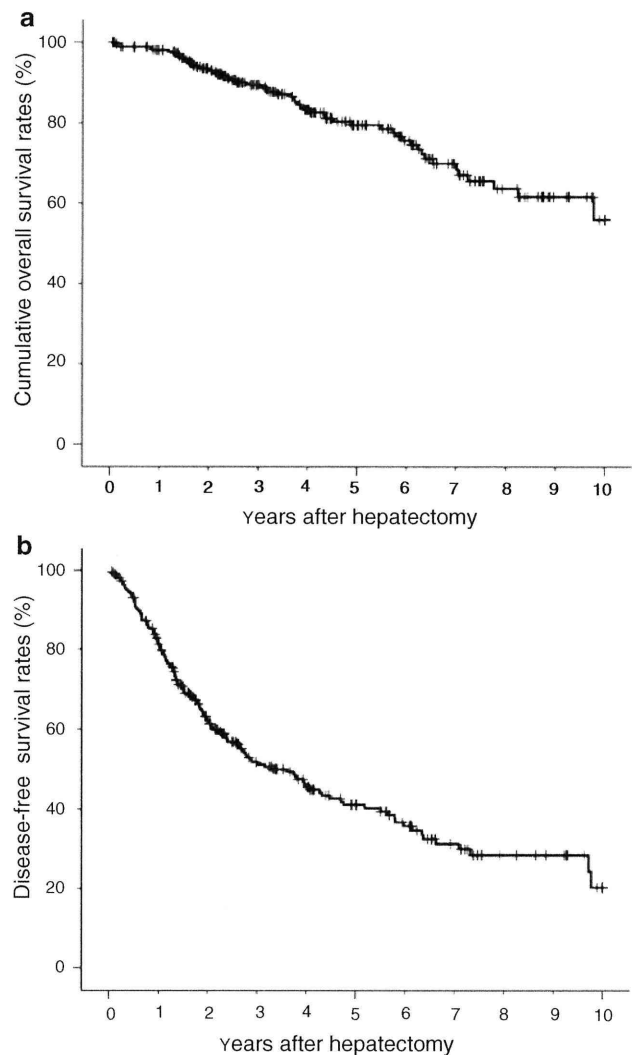 a
Cumulative overall survival rates (%)
100
80
60
40
20
0
0 1 2 3 4 5 6 7 8 9 10
Years after hepatectomy
b
Disease-free survival rates (%)
100
80
60
40
20
0
0 1 2 3 4 5 6 7 8 9 10
Years after hepatectomy